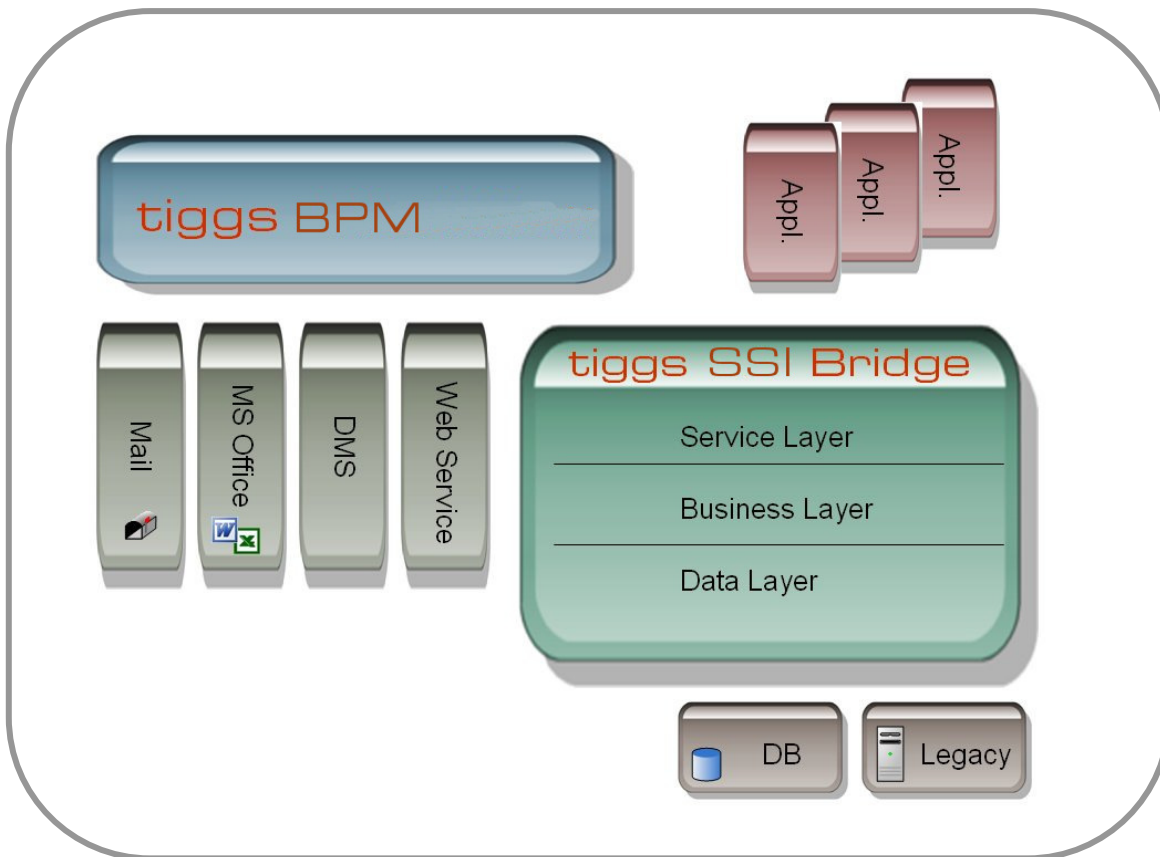 tiggs BPM
Appl.
Appl.
Appl.
Mail
MS Office
DMS
Web Service
tiggs SSI Bridge
Service Layer
Business Layer
Data Layer
DB
Legacy